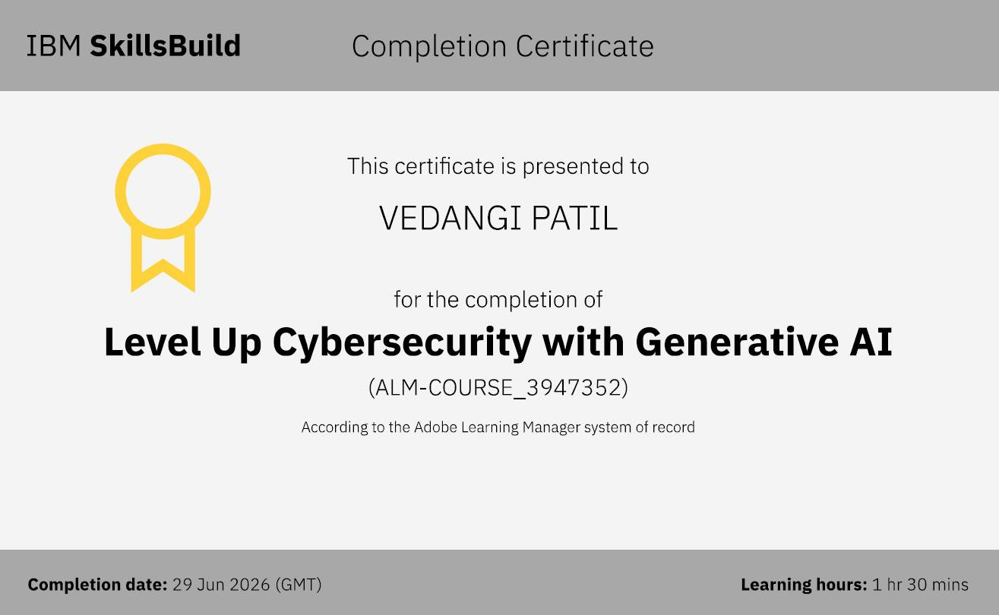 IBM SkillsBuild
Completion Certificate
This certificate is presented to
VEDANGI PATIL
for the completion of
Level Up Cybersecurity with Generative AI
(ALM-COURSE_3947352)
According to the Adobe Learning Manager system of record
Completion date: 29 Jun 2026 (GMT)
Learning hours: 1 hr 30 mins